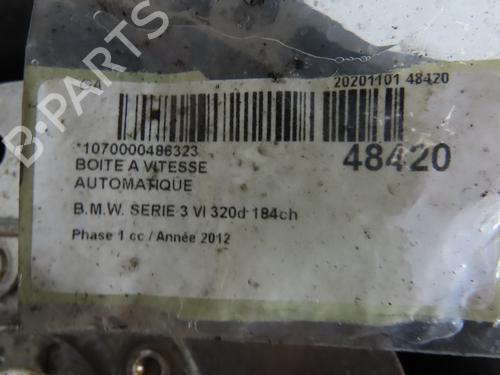 B-PARTS
20201101 48420
*1070000486323
48420
BOITE A VITESSE
AUTOMATIQUE
B.M.W. SERIE 3 VI 320d 184ch
Phase 1 cc / Année 2012